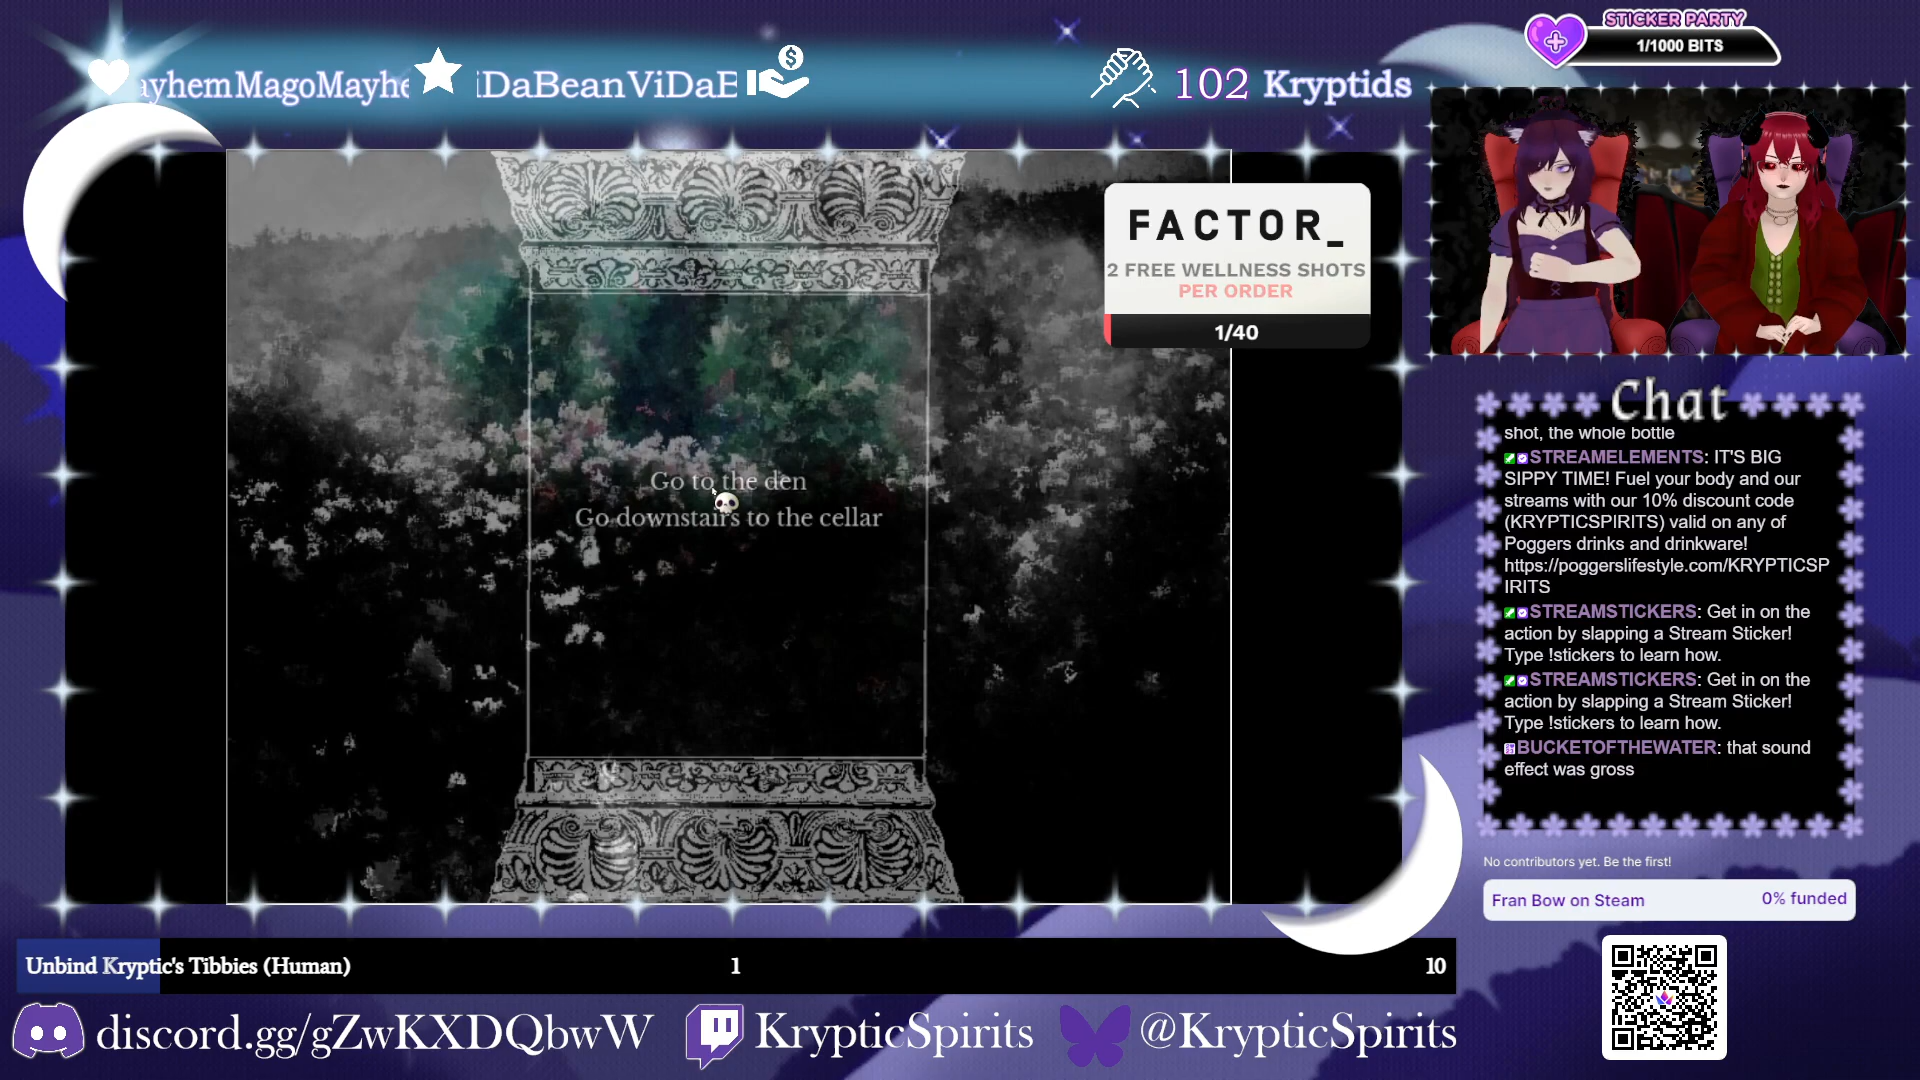 STICKER PARTY
1/1000 BITS
ayhemMagoMayhe
iDaBeanViDaB
102 Kryptids
FACTOR_
2 FREE WELLNESS SHOTS
PER ORDER
1/40
Go to the den
Go downstairs to the cellar
Chat
shot, the whole bottle
STREAMELEMENTS: IT'S BIG
SIPPY TIME! Fuel your body and our
streams with our 10% discount code
(KRYPTICSPIRITS) valid on any of
Poggers drinks and drinkware!
https://poggerslifestyle.com/KRYPTICSP
IRITS
STREAMSTICKERS: Get in on the
action by slapping a Stream Sticker!
Type !stickers to learn how.
STREAMSTICKERS: Get in on the
action by slapping a Stream Sticker!
Type !stickers to learn how.
BUCKETOFTHEWATER: that sound
effect was gross
No contributors yet. Be the first!
Fran Bow on Steam 0% funded
Unbind Kryptic's Tibbies (Human) 1 10
discord.gg/gZwKXDQbwW KrypticSpirits @KrypticSpirits